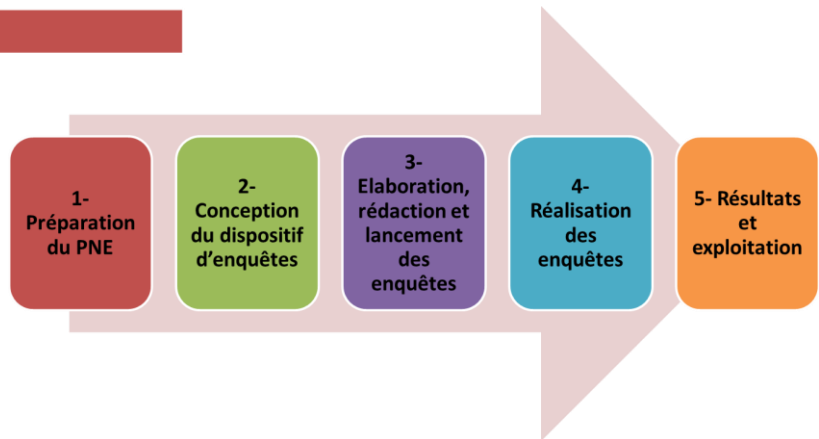 1-
Préparation
du PNE
2-
Conception
du dispositif
d’enquêtes
3-
Elaboration,
rédaction et
lancement
des
enquêtes
4-
Réalisation
des
enquêtes
5- Résultats
et
exploitation